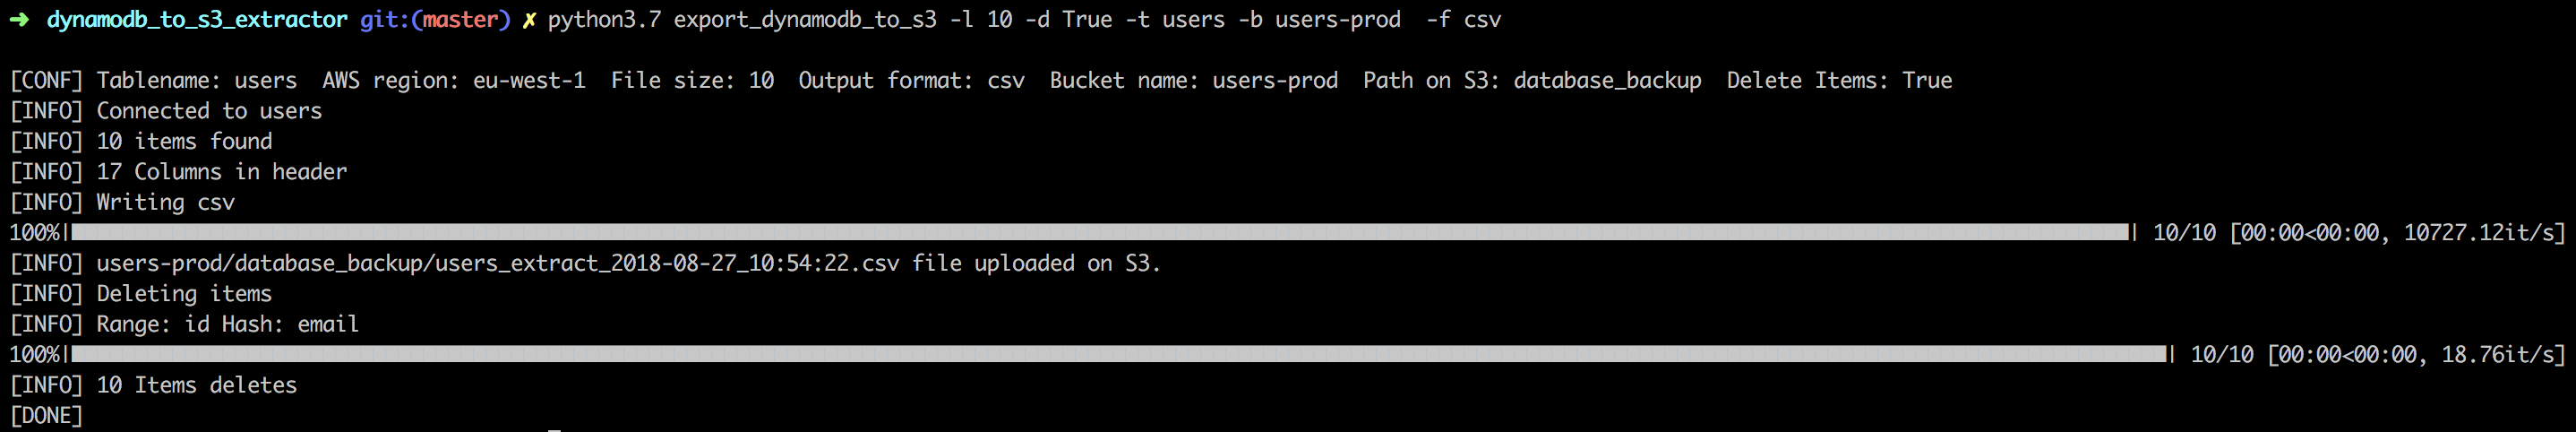 ➜ dynamodb_to_s3_extractor git:(master) ✗ python3.7 export_dynamodb_to_s3 -l 10 -d True -t users -b users-prod  -f csv
[CONF] Tablename: users  AWS region: eu-west-1  File size: 10  Output format: csv  Bucket name: users-prod  Path on S3: database_backup  Delete Items: True
[INFO] Connected to users
[INFO] 10 items found
[INFO] 17 Columns in header
[INFO] Writing csv
100%|██████████| 10/10 [00:00<00:00, 10727.12it/s]
[INFO] users-prod/database_backup/users_extract_2018-08-27_10:54:22.csv file uploaded on S3.
[INFO] Deleting items
[INFO] Range: id Hash: email
100%|██████████| 10/10 [00:00<00:00, 18.76it/s]
[INFO] 10 Items deletes
[DONE]